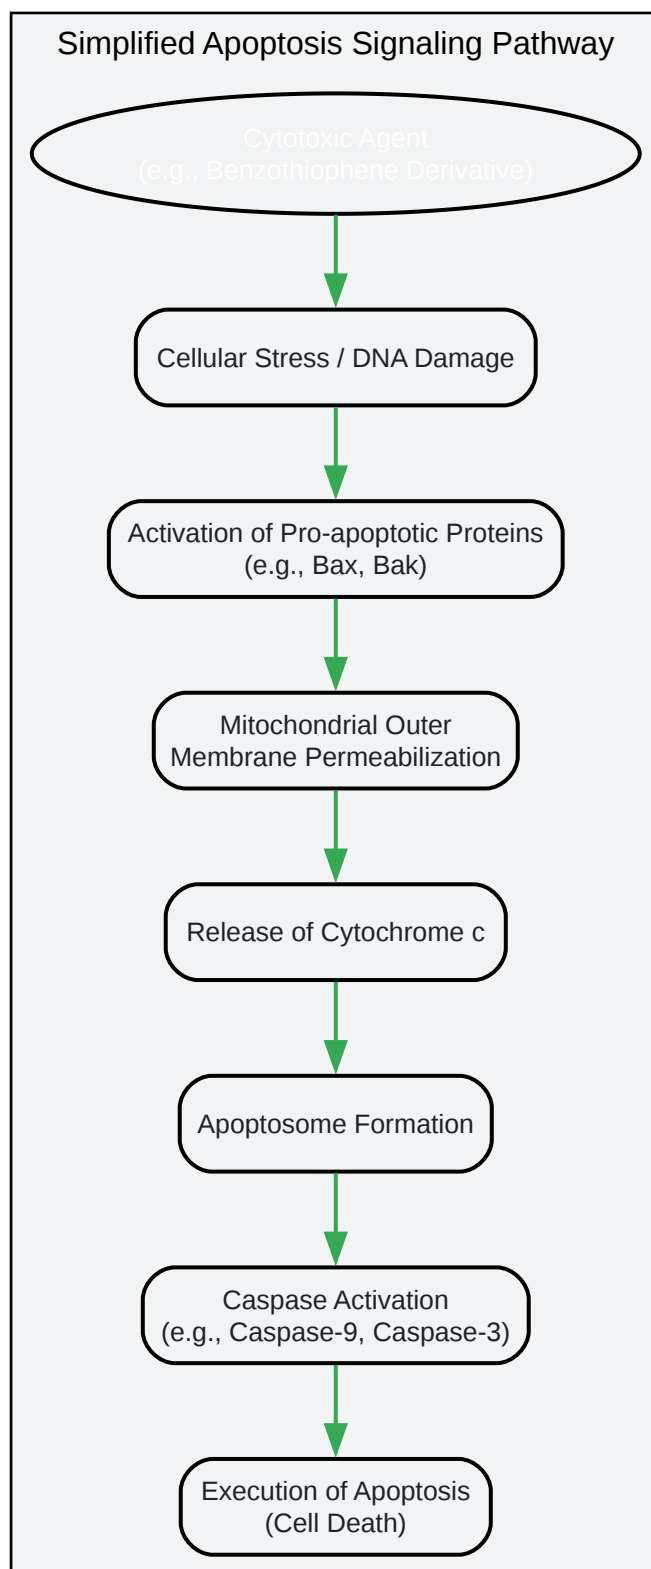 Simplified Apoptosis Signaling Pathway
Cytotoxic Agent
(e.g., Benzothiophene Derivative)
Cellular Stress / DNA Damage
Activation of Pro-apoptotic Proteins
(e.g., Bax, Bak)
Mitochondrial Outer
Membrane Permeabilization
Release of Cytochrome c
Apoptosome Formation
Caspase Activation
(e.g., Caspase-9, Caspase-3)
Execution of Apoptosis
(Cell Death)